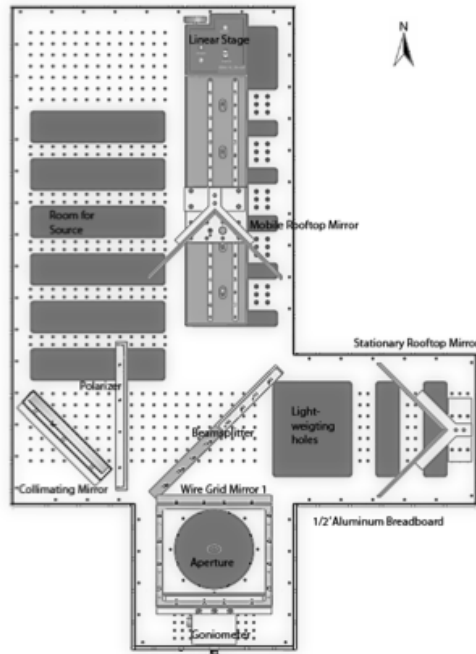 Linear Stage
N
Room for
Source
Mobile Rooftop Mirror
Stationary Rooftop Mirror
Polarizer
Light-
weigting
holes
Beamsplitter
Collimating Mirror
Wire Grid Mirror 1
1/2' Aluminum Breadboard
Aperture
Goniometer